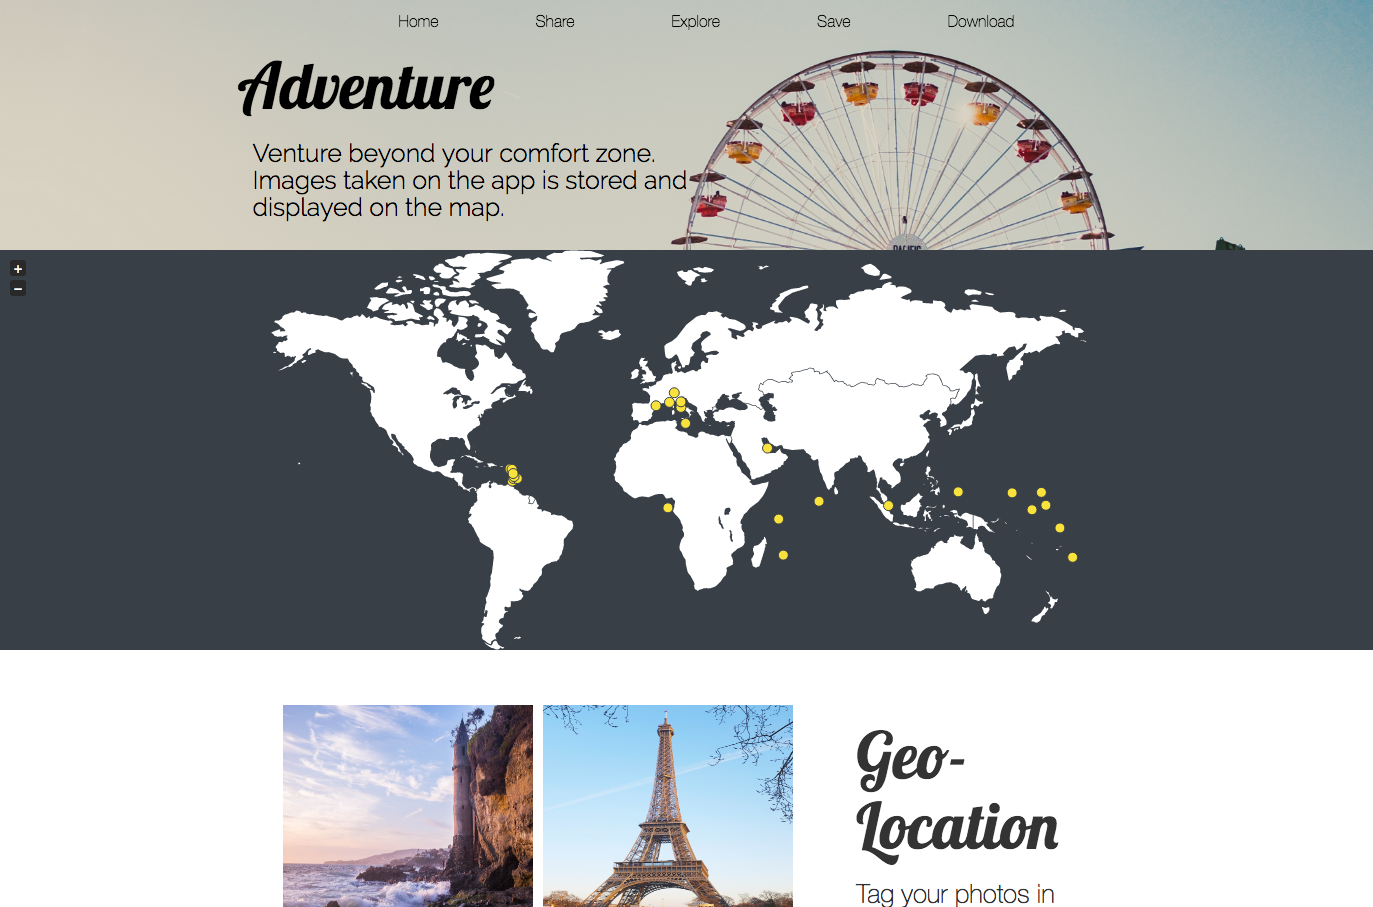 Home Share Explore Save Download
Adventure
Venture beyond your comfort zone.
Images taken on the app is stored and
displayed on the map.
PACIFIC
+
−
Geo-
Location
Tag your photos in